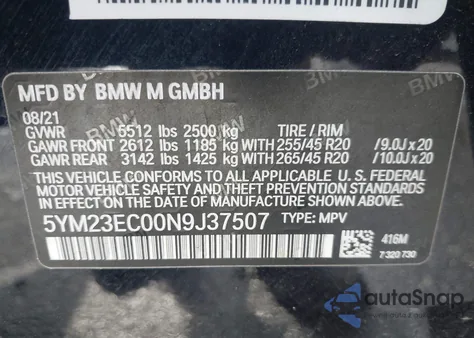 MFD BY BMW M GMBH
08/21
GVWR 5512 lbs 2500 kg TIRE / RIM
GAWR FRONT 2612 lbs 1185 kg WITH 255/45 R20 /9.0J x 20
GAWR REAR 3142 lbs 1425 kg WITH 265/45 R20 /10.0J x 20
THIS VEHICLE CONFORMS TO ALL APPLICABLE U. S. FEDERAL
MOTOR VEHICLE SAFETY, BUMPER, AND THEFT PREVENTION
STANDARDS IN EFFECT ON THE DATE OF MANUFACTURE SHOWN ABOVE.
5YM23EC00N9J37507 TYPE: MPV
416M
7 320 730
autoSnap